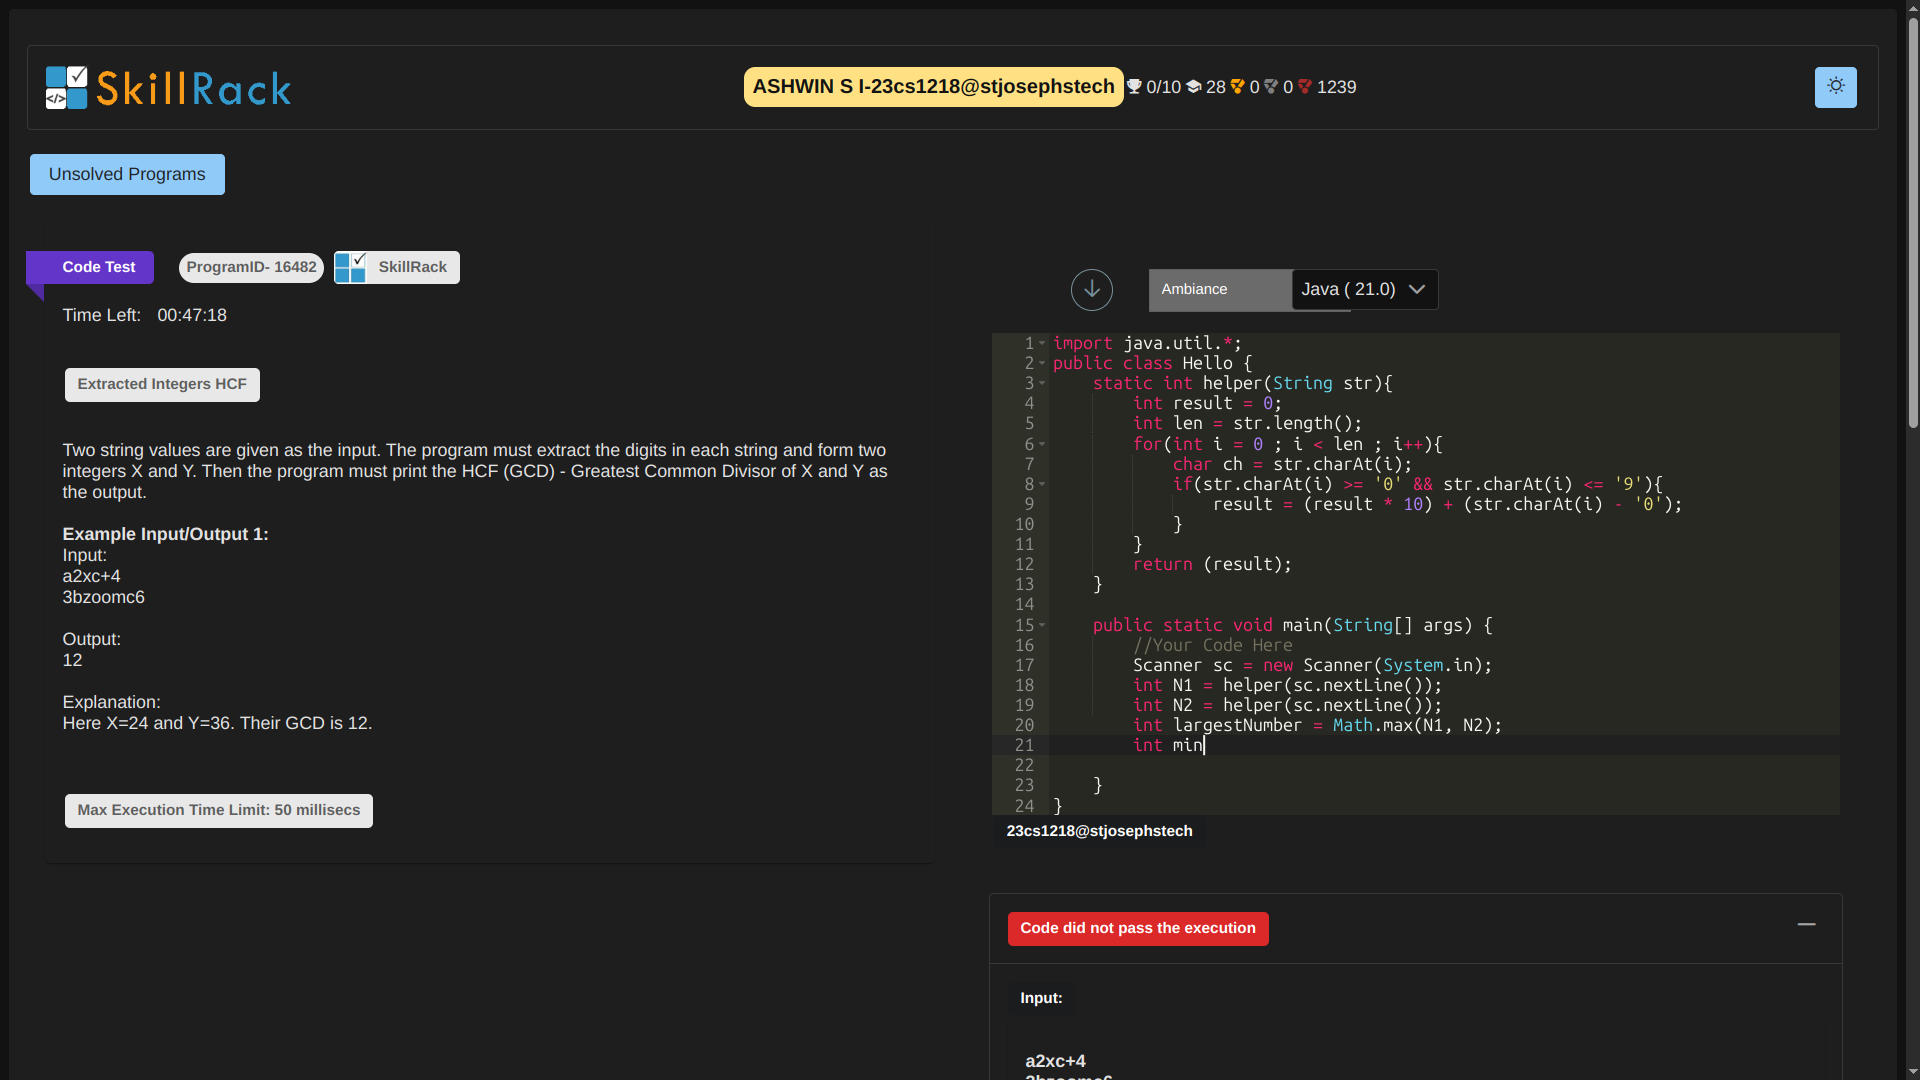 SkillRack
ASHWIN S I-23cs1218@stjosephstech 0/10 28 0 0 1239
Unsolved Programs
Code Test
ProgramID- 16482
SkillRack
Time Left: 00:47:18
Extracted Integers HCF
Two string values are given as the input. The program must extract the digits in each string and form two
integers X and Y. Then the program must print the HCF (GCD) - Greatest Common Divisor of X and Y as
the output.
Example Input/Output 1:
Input:
a2xc+4
3bzoomc6
Output:
12
Explanation:
Here X=24 and Y=36. Their GCD is 12.
Max Execution Time Limit: 50 millisecs
Ambiance
Java ( 21.0)
1 import java.util.*;
2 public class Hello {
3     static int helper(String str){
4         int result = 0;
5         int len = str.length();
6         for(int i = 0 ; i < len ; i++){
7             char ch = str.charAt(i);
8             if(str.charAt(i) >= '0' && str.charAt(i) <= '9'){
9                 result = (result * 10) + (str.charAt(i) - '0');
10             }
11         }
12         return (result);
13     }
14
15     public static void main(String[] args) {
16         //Your Code Here
17         Scanner sc = new Scanner(System.in);
18         int N1 = helper(sc.nextLine());
19         int N2 = helper(sc.nextLine());
20         int largestNumber = Math.max(N1, N2);
21         int min
22
23     }
24 }
23cs1218@stjosephstech
Code did not pass the execution
Input:
a2xc+4
3bzoomc6